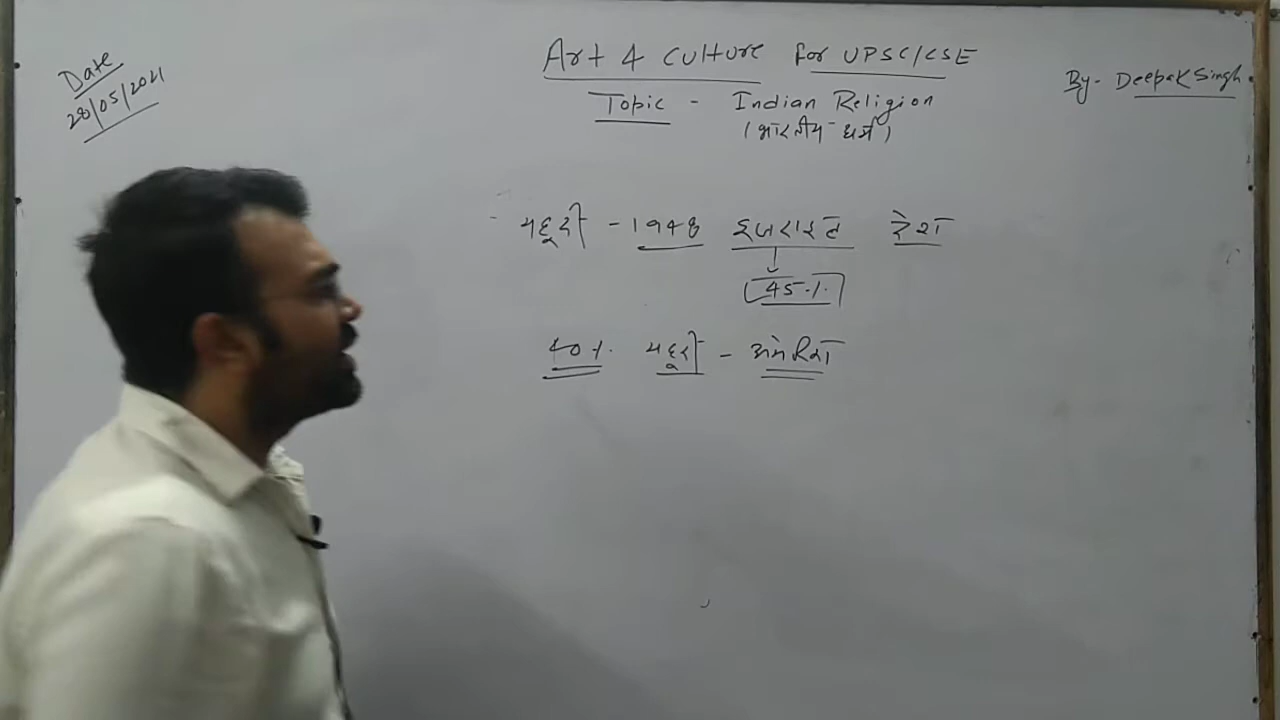 Date
28/05/2021
Art & Culture for UPSC/CSE
By- Deepak Singh
Topic - Indian Religion
(भारतीय धर्म)
यहूदी - 1948 इजराइल देश
45%
40% यहूदी - अमेरिका